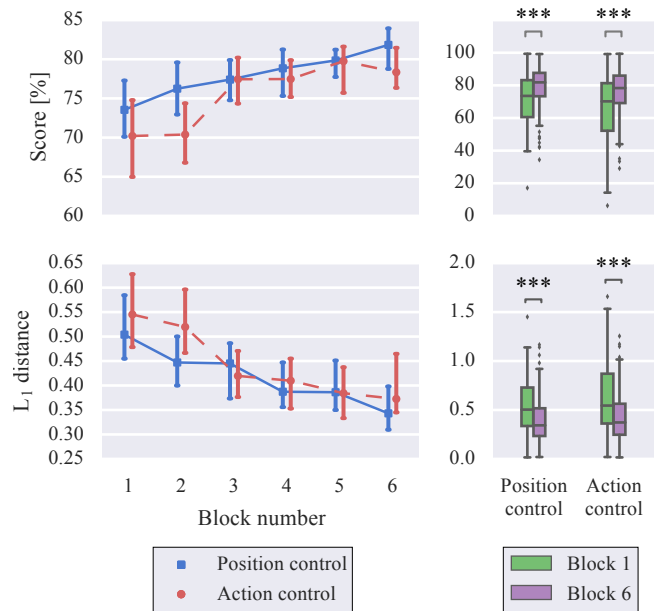 Score [%]
85
80
75
70
65
60
*** ***
100
80
60
40
20
0
L1 distance
0.65
0.60
0.55
0.50
0.45
0.40
0.35
0.30
0.25
1 2 3 4 5 6
Block number
*** ***
2.0
1.5
1.0
0.5
0.0
Position control
Action control
Position control
Action control
Block 1
Block 6